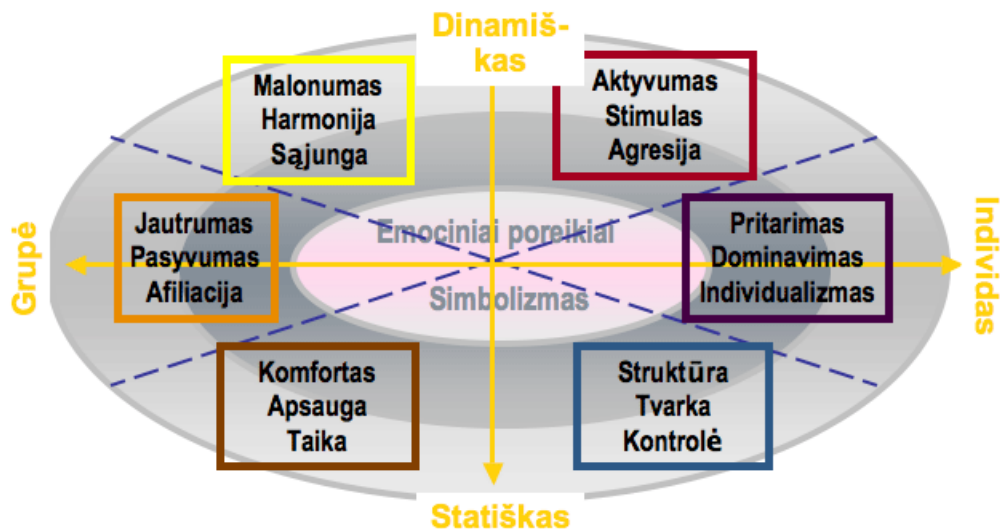 Dinamiš-
kas
Malonumas
Harmonija
Sąjunga
Aktyvumas
Stimulas
Agresija
Grupė
Jautrumas
Pasyvumas
Afiliacija
Emociniai poreikiai
Simbolizmas
Pritarimas
Dominavimas
Individualizmas
Individas
Komfortas
Apsauga
Taika
Struktūra
Tvarka
Kontrolė
Statiškas